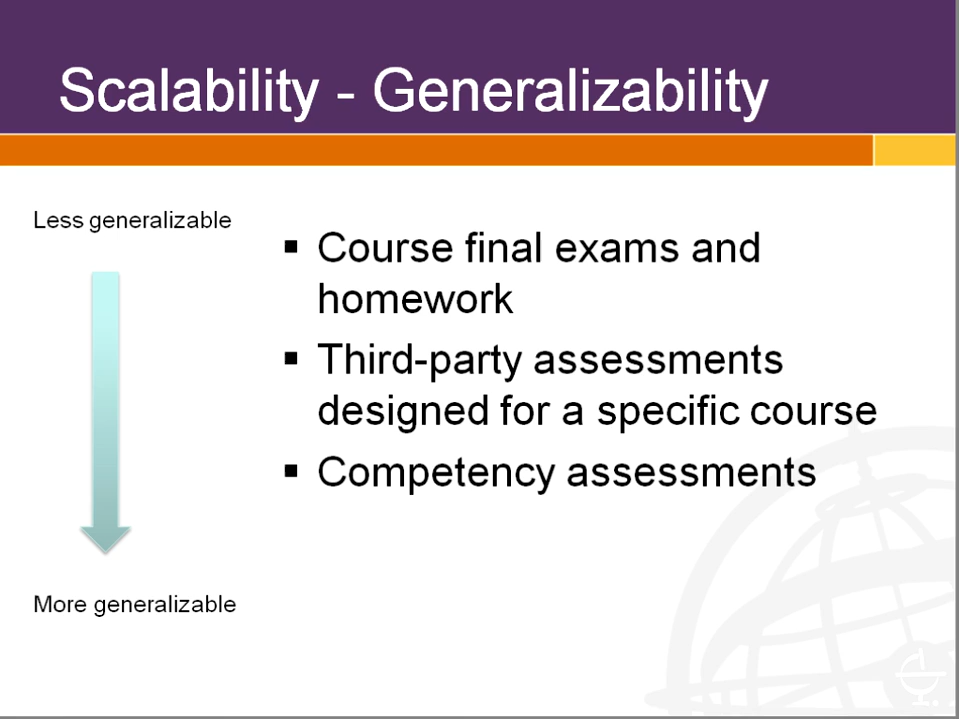 Scalability - Generalizability
Less generalizable
▪ Course final exams and
homework
▪ Third-party assessments
designed for a specific course
▪ Competency assessments
More generalizable